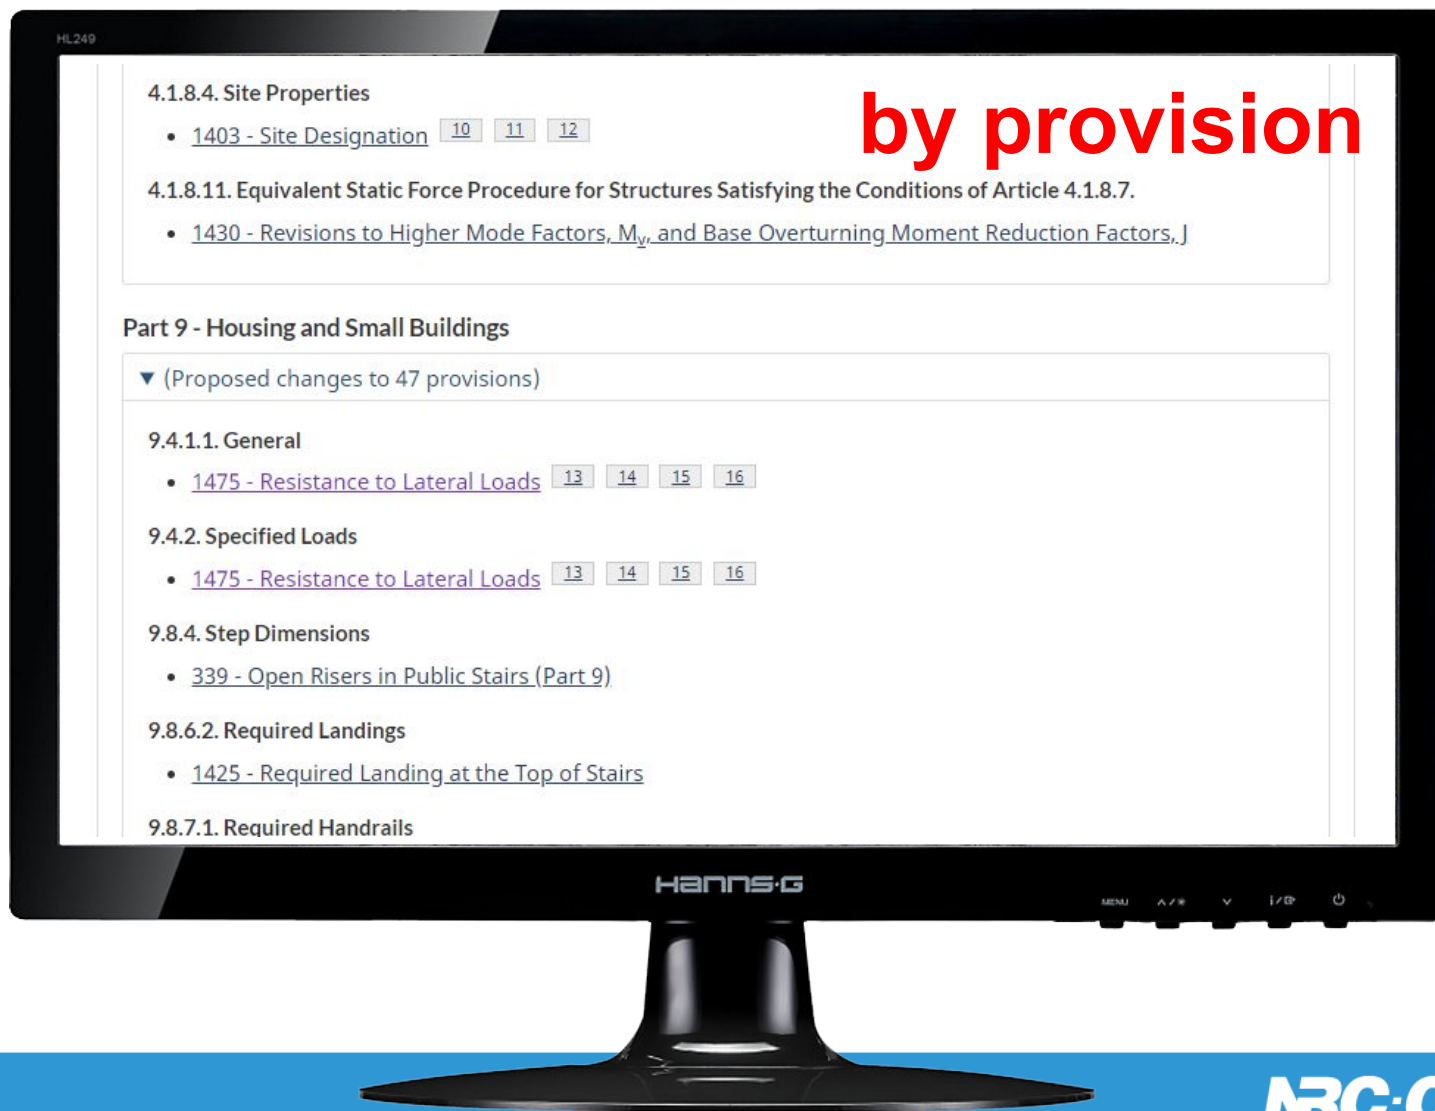 HL249
by provision
4.1.8.4. Site Properties
• 1403 - Site Designation 10 11 12
4.1.8.11. Equivalent Static Force Procedure for Structures Satisfying the Conditions of Article 4.1.8.7.
• 1430 - Revisions to Higher Mode Factors, Mv, and Base Overturning Moment Reduction Factors, J
Part 9 - Housing and Small Buildings
▼ (Proposed changes to 47 provisions)
9.4.1.1. General
• 1475 - Resistance to Lateral Loads 13 14 15 16
9.4.2. Specified Loads
• 1475 - Resistance to Lateral Loads 13 14 15 16
9.8.4. Step Dimensions
• 339 - Open Risers in Public Stairs (Part 9)
9.8.6.2. Required Landings
• 1425 - Required Landing at the Top of Stairs
9.8.7.1. Required Handrails
Hanns·G
MENU
NRC·C